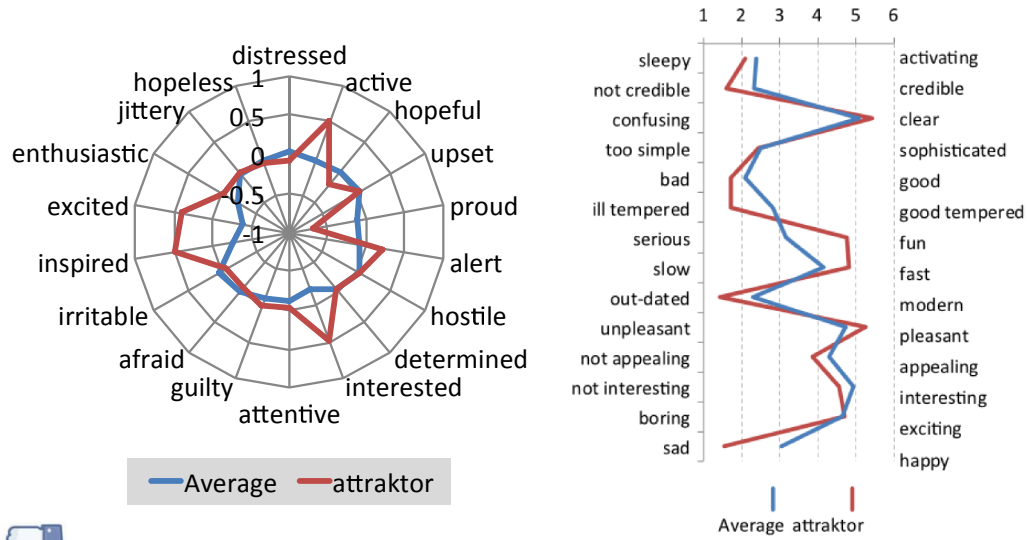 distressed
hopeless
active
jittery
hopeful
enthusiastic
upset
excited
proud
inspired
alert
irritable
hostile
afraid
determined
guilty
interested
attentive
1
0.5
0
-0.5
-1
Average attraktor
1 2 3 4 5 6
sleepy activating
not credible credible
confusing clear
too simple sophisticated
bad good
ill tempered good tempered
serious fun
slow fast
out-dated modern
unpleasant pleasant
not appealing appealing
not interesting interesting
boring exciting
sad happy
Average attraktor